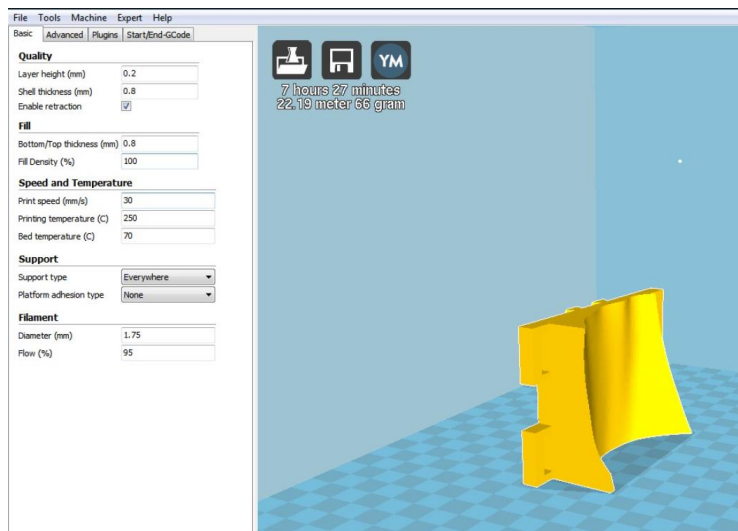 File Tools Machine Expert Help
Basic Advanced Plugins Start/End-GCode
Quality
Layer height (mm) 0.2
Shell thickness (mm) 0.8
Enable retraction
Fill
Bottom/Top thickness (mm) 0.8
Fill Density (%) 100
Speed and Temperature
Print speed (mm/s) 30
Printing temperature (C) 250
Bed temperature (C) 70
Support
Support type Everywhere
Platform adhesion type None
Filament
Diameter (mm) 1.75
Flow (%) 95
YM
7 hours 27 minutes
22.19 meter 66 gram